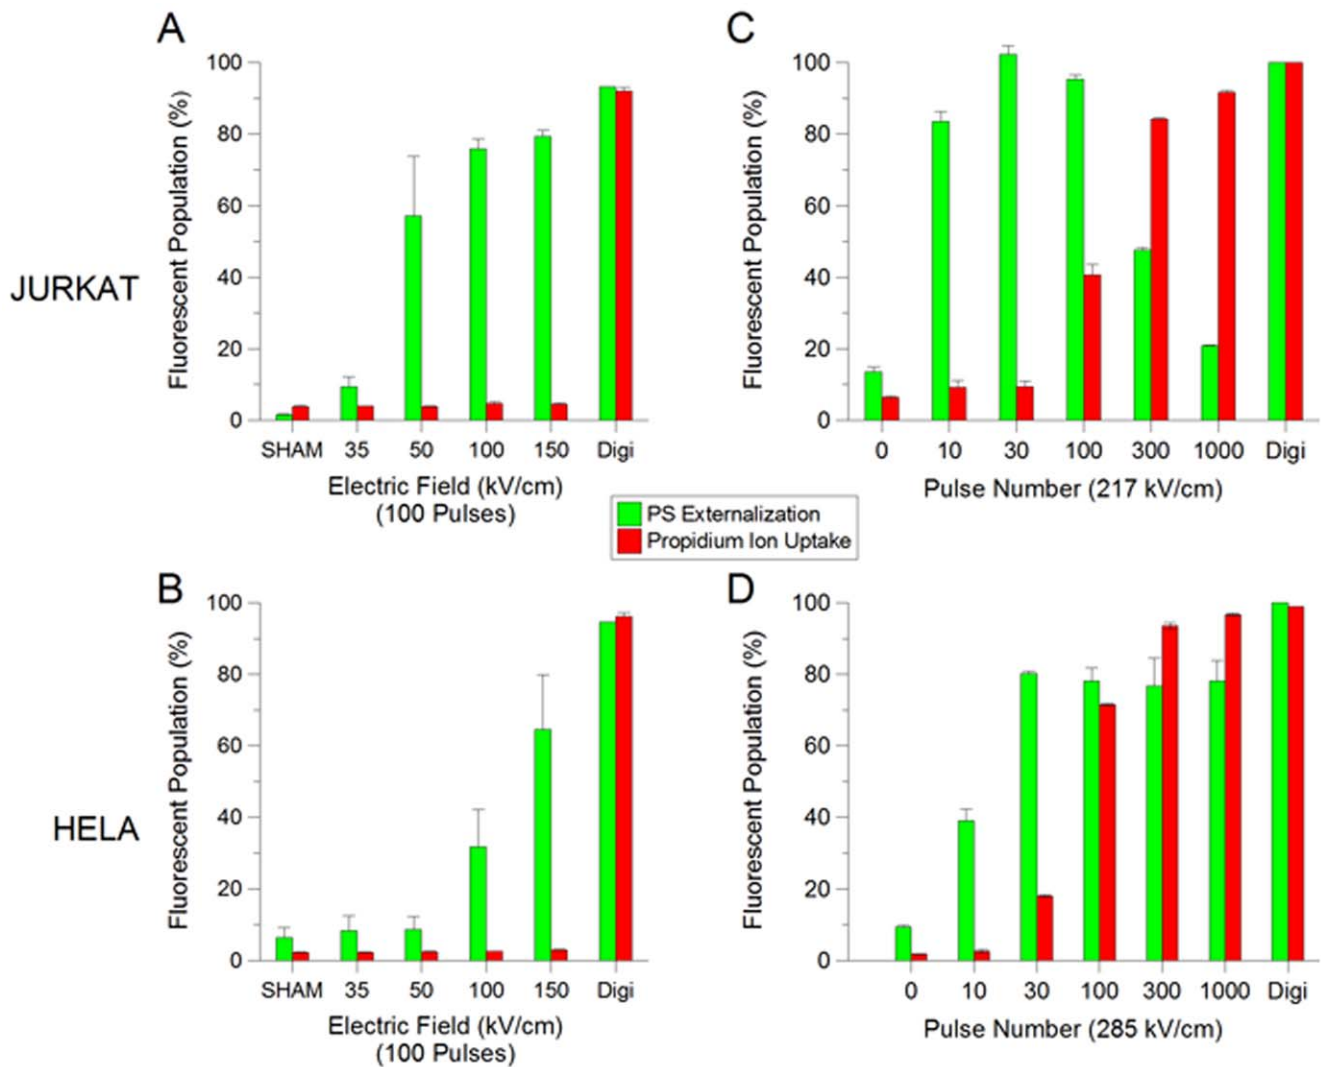 A
Fluorescent Population (%)
100
80
60
40
20
0
SHAM 35 50 100 150 Digi
Electric Field (kV/cm)
(100 Pulses)
JURKAT
C
Fluorescent Population (%)
100
80
60
40
20
0
0 10 30 100 300 1000 Digi
Pulse Number (217 kV/cm)
PS Externalization
Propidium Ion Uptake
B
Fluorescent Population (%)
100
80
60
40
20
0
SHAM 35 50 100 150 Digi
Electric Field (kV/cm)
(100 Pulses)
HELA
D
Fluorescent Population (%)
100
80
60
40
20
0
0 10 30 100 300 1000 Digi
Pulse Number (285 kV/cm)